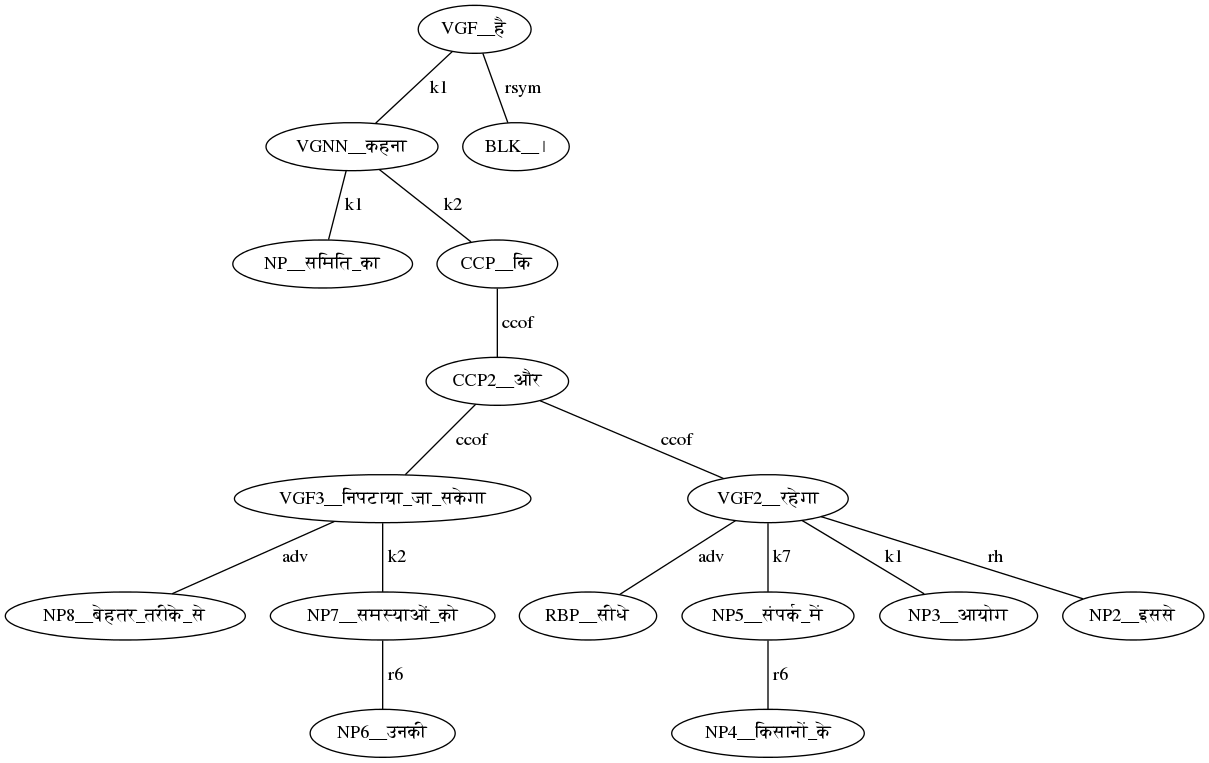 VGF__है
k1 rsym
VGNN__कहना BLK__।
k1 k2
NP__समिति_का CCP__कि
ccof
CCP2__और
ccof ccof
VGF3__निपटाया_जा_सकेगा VGF2__रहेगा
adv k2 adv k7 k1 rh
NP8__बेहतर_तरीके_से NP7__समस्याओं_को RBP__सीधे NP5__संपर्क_में NP3__आयोग NP2__इससे
r6 r6
NP6__उनकी NP4__किसानों_के